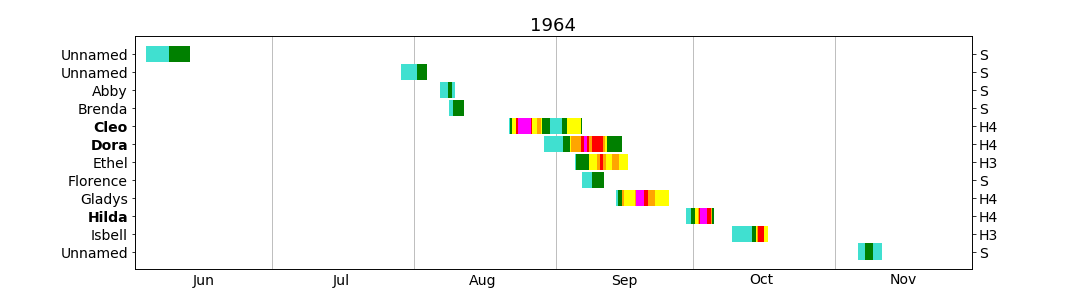 1964
Unnamed S
Unnamed S
Abby S
Brenda S
Cleo H4
Dora H4
Ethel H3
Florence S
Gladys H4
Hilda H4
Isbell H3
Unnamed S
Jun Jul Aug Sep Oct Nov